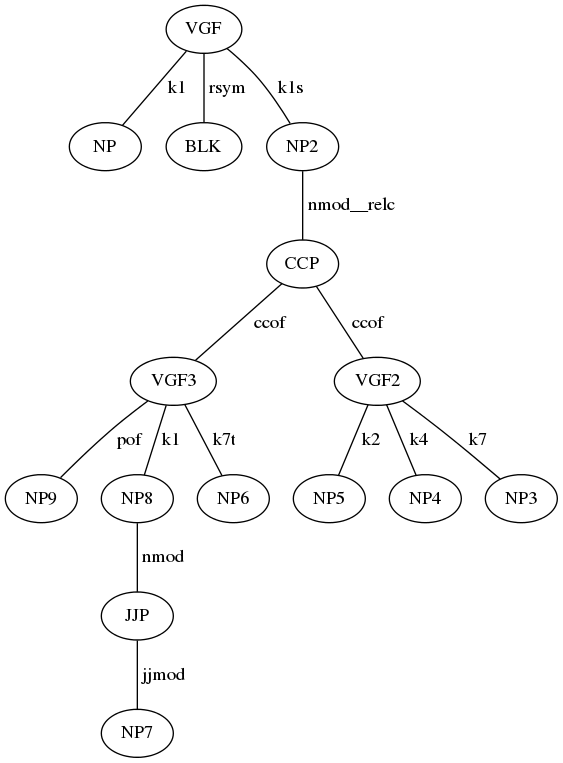 VGF
k1 rsym k1s
NP BLK NP2
nmod__relc
CCP
ccof ccof
VGF3 VGF2
pof k1 k7t k2 k4 k7
NP9 NP8 NP6 NP5 NP4 NP3
nmod
JJP
jjmod
NP7